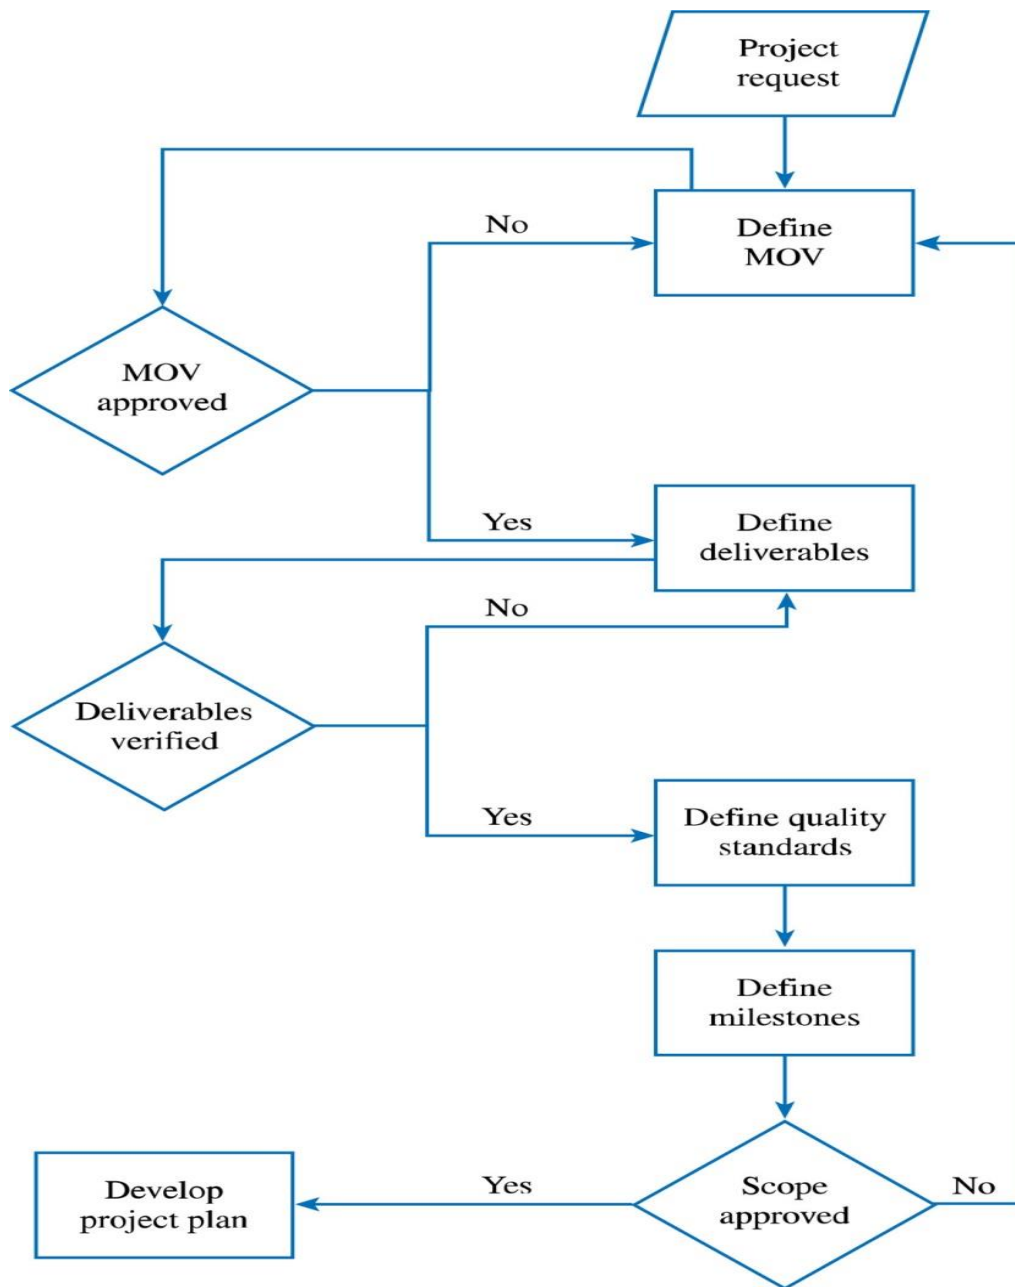 Project
request
No
Define
MOV
MOV
approved
Yes
Define
deliverables
No
Deliverables
verified
Yes
Define quality
standards
Define
milestones
Develop
project plan
Yes
Scope
approved
No